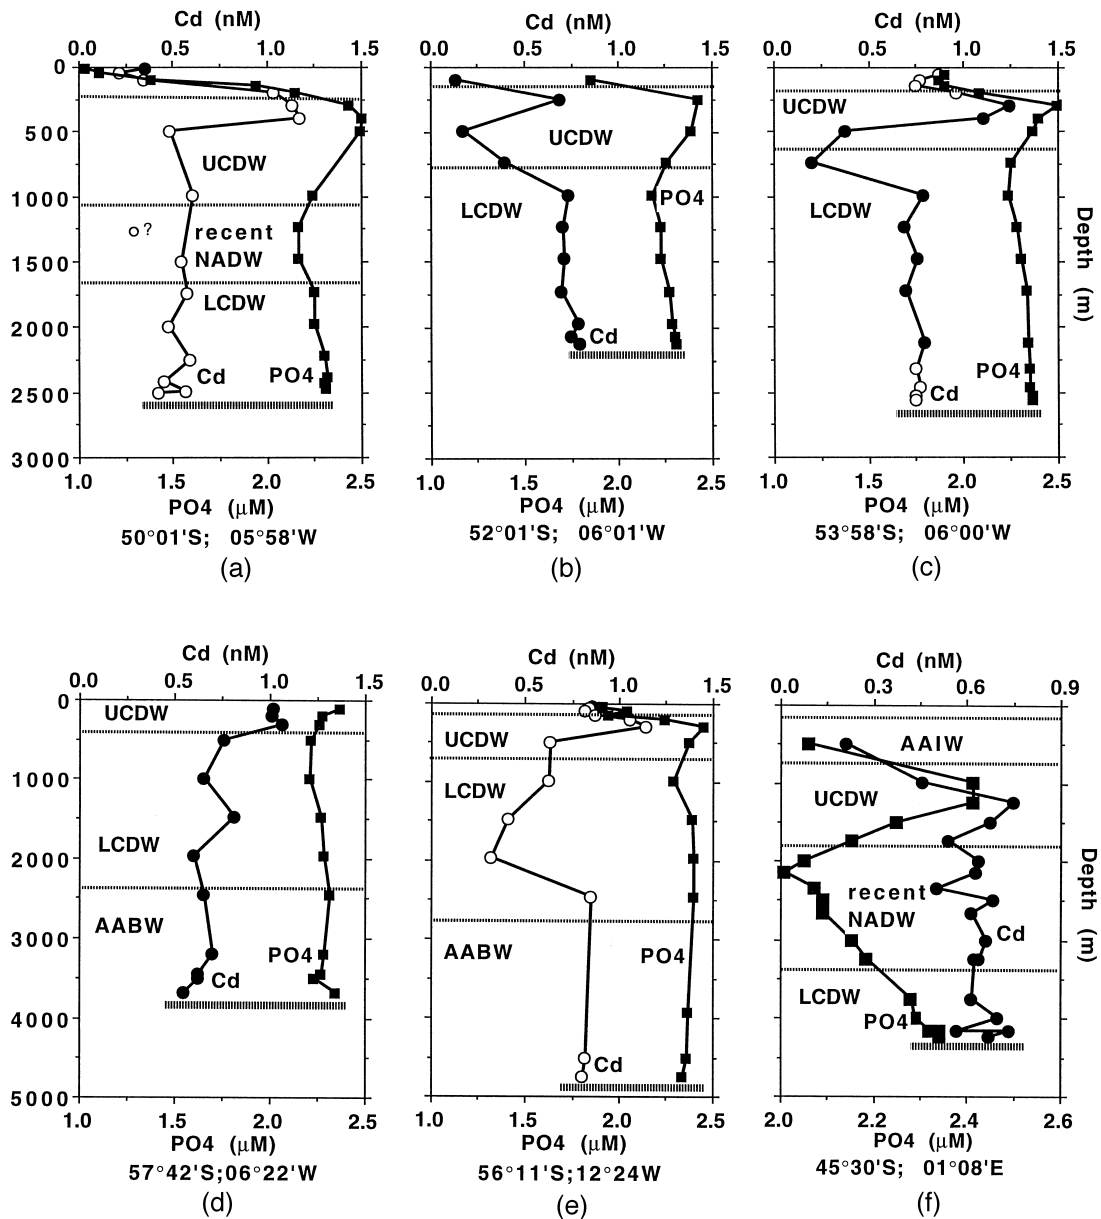 Cd (nM)
0.0 0.5 1.0 1.5
0
500
1000
1500
2000
2500
3000
UCDW
? recent
NADW
LCDW
Cd PO4
1.0 1.5 2.0 2.5
PO4 (μM)
50°01'S; 05°58'W
(a)
Cd (nM)
0.0 0.5 1.0 1.5
UCDW
LCDW PO4
Cd
1.0 1.5 2.0 2.5
PO4 (μM)
52°01'S; 06°01'W
(b)
Cd (nM)
0.0 0.5 1.0 1.5
UCDW
LCDW
PO4
Cd
Depth (m)
1.0 1.5 2.0 2.5
PO4 (μM)
53°58'S; 06°00'W
(c)
Cd (nM)
0.0 0.5 1.0 1.5
0
1000
2000
3000
4000
5000
UCDW
LCDW
AABW
PO4
Cd
1.0 1.5 2.0 2.5
PO4 (μM)
57°42'S;06°22'W
(d)
Cd (nM)
0.0 0.5 1.0 1.5
UCDW
LCDW
AABW PO4
Cd
1.0 1.5 2.0 2.5
PO4 (μM)
56°11'S;12°24W
(e)
Cd (nM)
0.0 0.3 0.6 0.9
AAIW
UCDW
recent
NADW
Cd
LCDW
PO4
Depth (m)
2.0 2.2 2.4 2.6
PO4 (μM)
45°30'S; 01°08'E
(f)